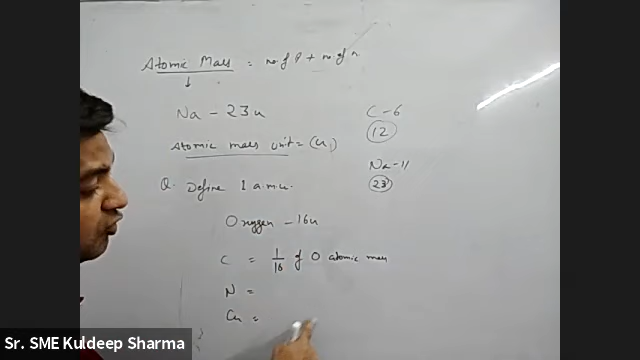 Atomic Mass = no. of p + no. of n.
↓
Na - 23u
C - 6
12
Atomic mass unit = (u)
Na - 11
23
Q. Define 1 a.m.u.
Oxygen - 16u
C = 1/16 of O atomic mass
N =
Cu =
Sr. SME Kuldeep Sharma